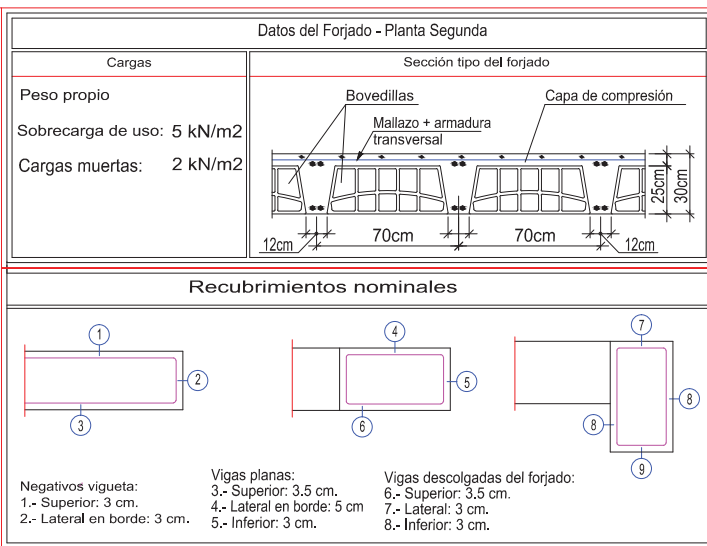 Datos del Forjado - Planta Segunda
Cargas
Sección tipo del forjado
Peso propio
Sobrecarga de uso: 5 kN/m2
Cargas muertas: 2 kN/m2
Bovedillas
Capa de compresión
Mallazo + armadura
transversal
25cm
30cm
70cm
70cm
12cm
12cm
Recubrimientos nominales
1
2
3
4
5
6
7
8
8
9
Negativos vigueta:
1.- Superior: 3 cm.
2.- Lateral en borde: 3 cm.
Vigas planas:
3.- Superior: 3.5 cm.
4.- Lateral en borde: 5 cm
5.- Inferior: 3 cm.
Vigas descolgadas del forjado:
6.- Superior: 3.5 cm.
7.- Lateral: 3 cm.
8.- Inferior: 3 cm.